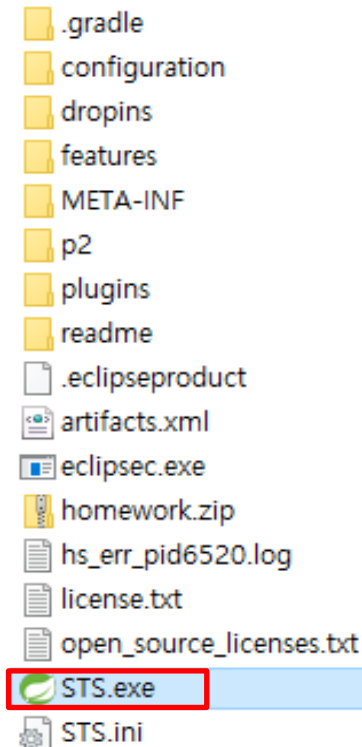 .gradle
configuration
dropins
features
META-INF
p2
plugins
readme
.eclipseproduct
artifacts.xml
eclipsec.exe
homework.zip
hs_err_pid6520.log
license.txt
open_source_licenses.txt
STS.exe
STS.ini